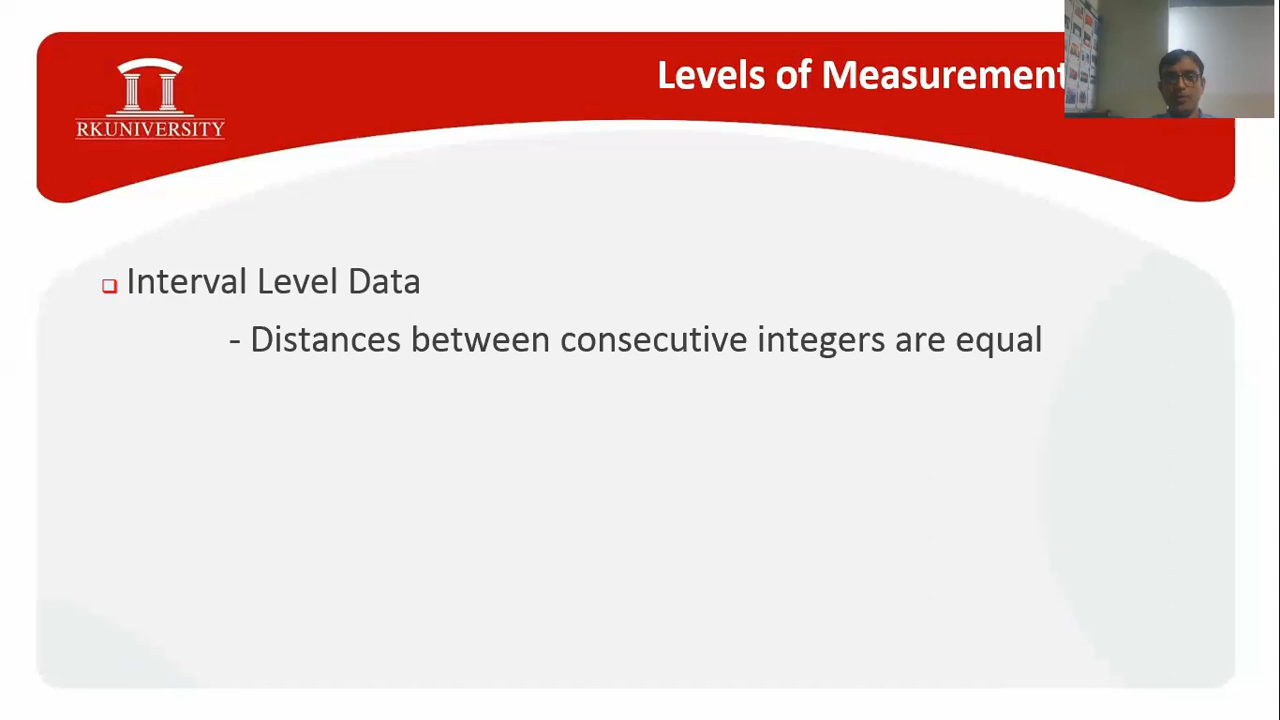 Levels of Measurement
RKUNIVERSITY
Interval Level Data
- Distances between consecutive integers are equal